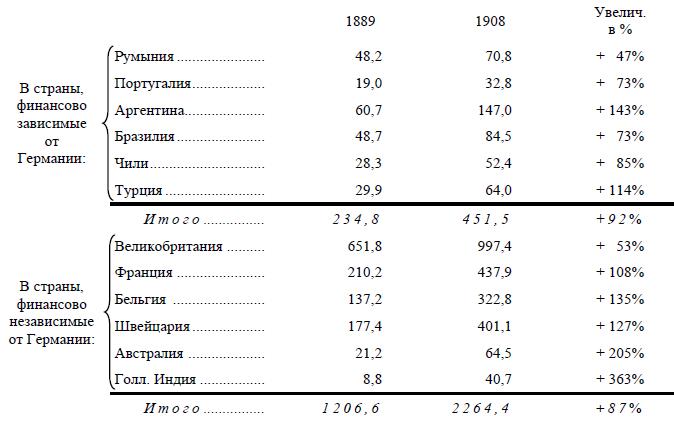 1889 1908 Увелич. в %
В страны, финансово зависимые от Германии:
Румыния ..................... 48,2 70,8 + 47%
Португалия ................. 19,0 32,8 + 73%
Аргентина................... 60,7 147,0 + 143%
Бразилия .................... 48,7 84,5 + 73%
Чили........................... 28,3 52,4 + 85%
Турция ....................... 29,9 64,0 + 114%
Итого ................ 234,8 451,5 +92%
В страны, финансово независимые от Германии:
Великобритания .......... 651,8 997,4 + 53%
Франция ..................... 210,2 437,9 + 108%
Бельгия ...................... 137,2 322,8 + 135%
Швейцария ................. 177,4 401,1 + 127%
Австралия .................. 21,2 64,5 + 205%
Голл. Индия ................ 8,8 40,7 + 363%
Итого ................ 1206,6 2264,4 +87%